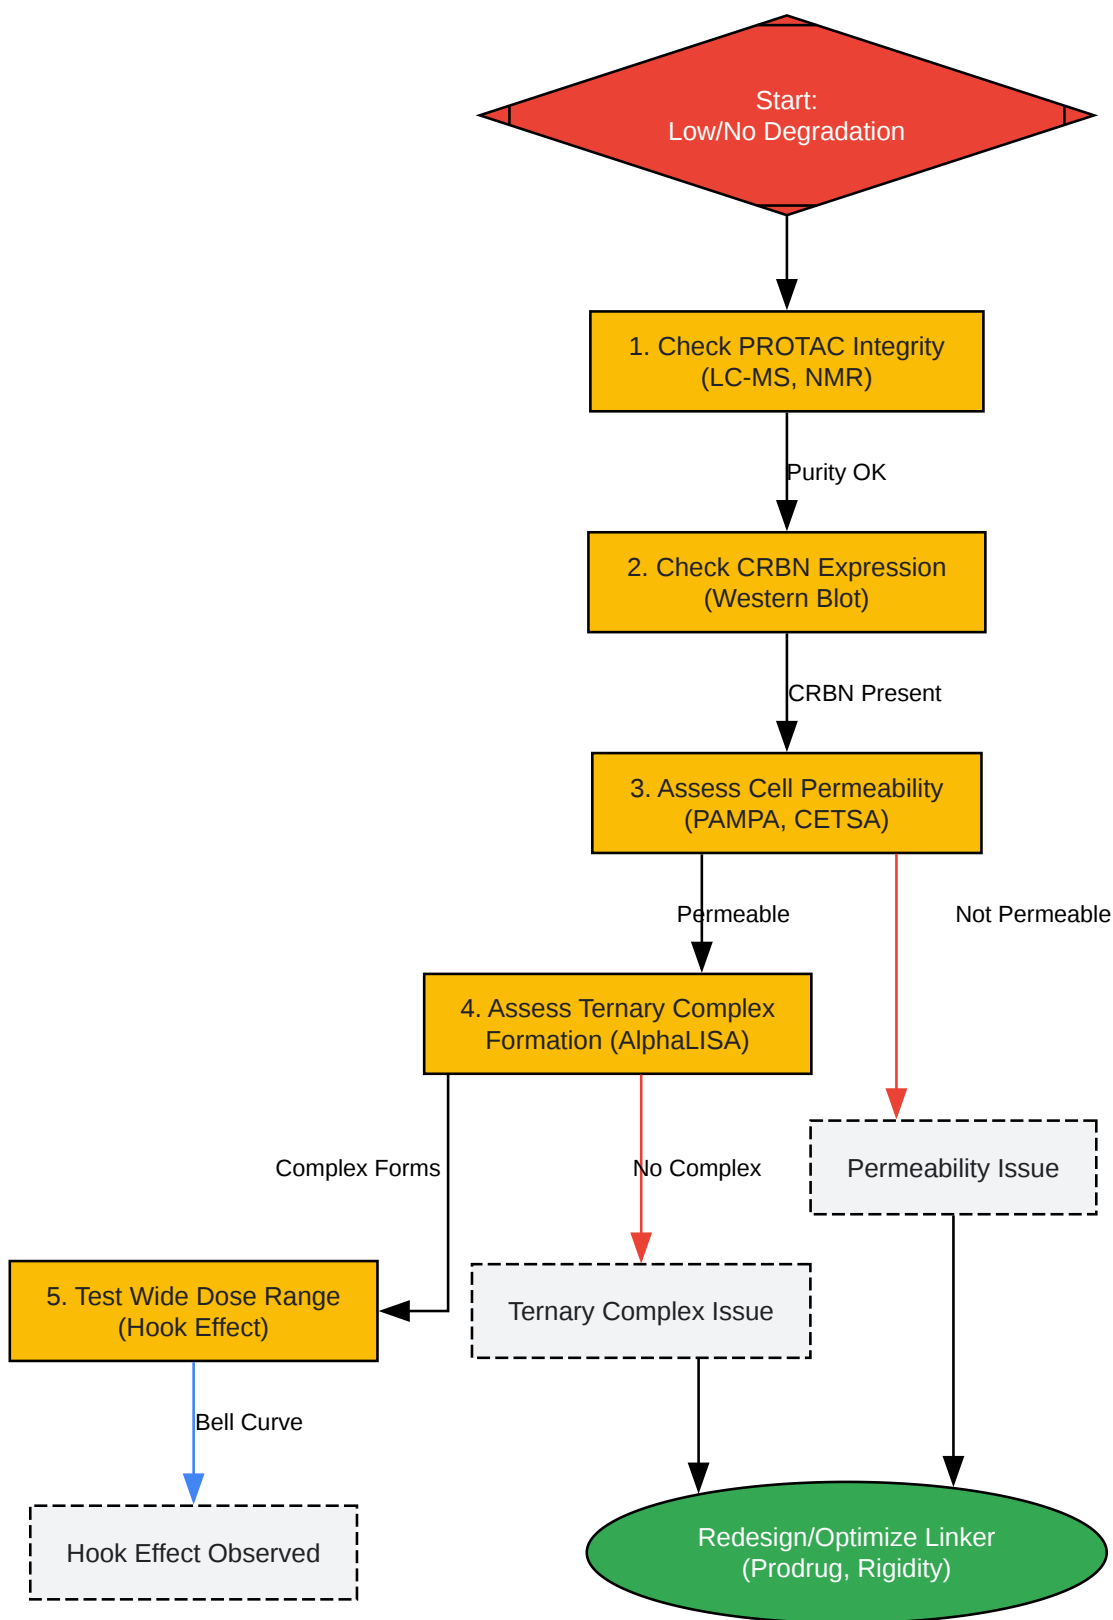 Start:
Low/No Degradation
1. Check PROTAC Integrity
(LC-MS, NMR)
Purity OK
2. Check CRBN Expression
(Western Blot)
CRBN Present
3. Assess Cell Permeability
(PAMPA, CETSA)
Permeable
Not Permeable
4. Assess Ternary Complex
Formation (AlphaLISA)
Complex Forms
No Complex
Permeability Issue
5. Test Wide Dose Range
(Hook Effect)
Ternary Complex Issue
Bell Curve
Hook Effect Observed
Redesign/Optimize Linker
(Prodrug, Rigidity)